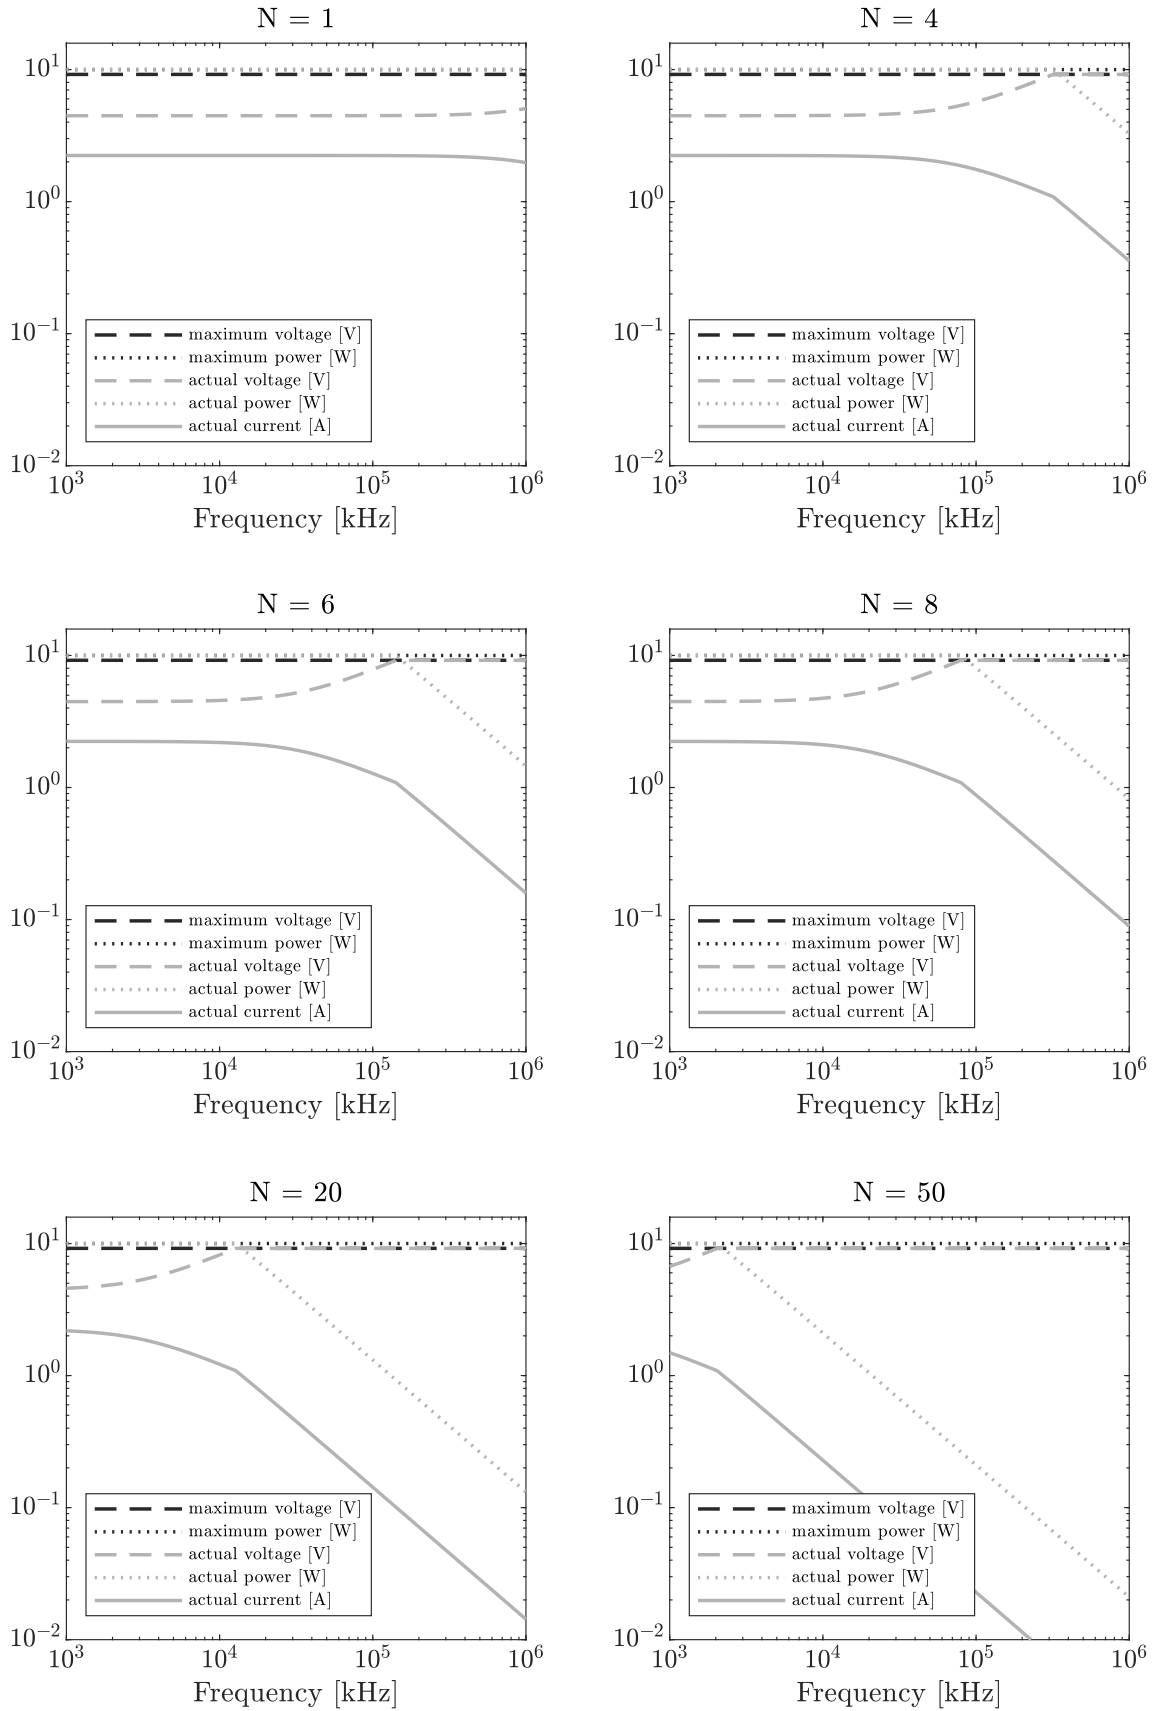 N = 1
10^1
10^0
10^-1
10^-2
maximum voltage [V]
maximum power [W]
actual voltage [V]
actual power [W]
actual current [A]
10^3 10^4 10^5 10^6
Frequency [kHz]
N = 4
10^1
10^0
10^-1
10^-2
maximum voltage [V]
maximum power [W]
actual voltage [V]
actual power [W]
actual current [A]
10^3 10^4 10^5 10^6
Frequency [kHz]
N = 6
10^1
10^0
10^-1
10^-2
maximum voltage [V]
maximum power [W]
actual voltage [V]
actual power [W]
actual current [A]
10^3 10^4 10^5 10^6
Frequency [kHz]
N = 8
10^1
10^0
10^-1
10^-2
maximum voltage [V]
maximum power [W]
actual voltage [V]
actual power [W]
actual current [A]
10^3 10^4 10^5 10^6
Frequency [kHz]
N = 20
10^1
10^0
10^-1
10^-2
maximum voltage [V]
maximum power [W]
actual voltage [V]
actual power [W]
actual current [A]
10^3 10^4 10^5 10^6
Frequency [kHz]
N = 50
10^1
10^0
10^-1
10^-2
maximum voltage [V]
maximum power [W]
actual voltage [V]
actual power [W]
actual current [A]
10^3 10^4 10^5 10^6
Frequency [kHz]